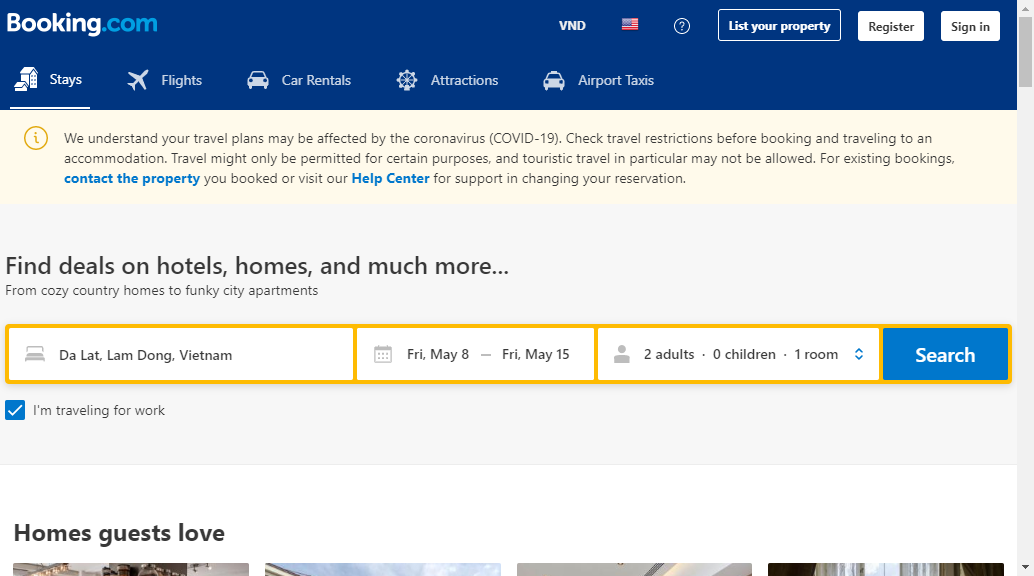 Booking.com
VND
List your property
Register
Sign in
Stays
Flights
Car Rentals
Attractions
Airport Taxis
We understand your travel plans may be affected by the coronavirus (COVID-19). Check travel restrictions before booking and traveling to an
accommodation. Travel might only be permitted for certain purposes, and touristic travel in particular may not be allowed. For existing bookings,
contact the property you booked or visit our Help Center for support in changing your reservation.
Find deals on hotels, homes, and much more...
From cozy country homes to funky city apartments
Da Lat, Lam Dong, Vietnam
Fri, May 8 — Fri, May 15
2 adults · 0 children · 1 room
Search
I'm traveling for work
Homes guests love